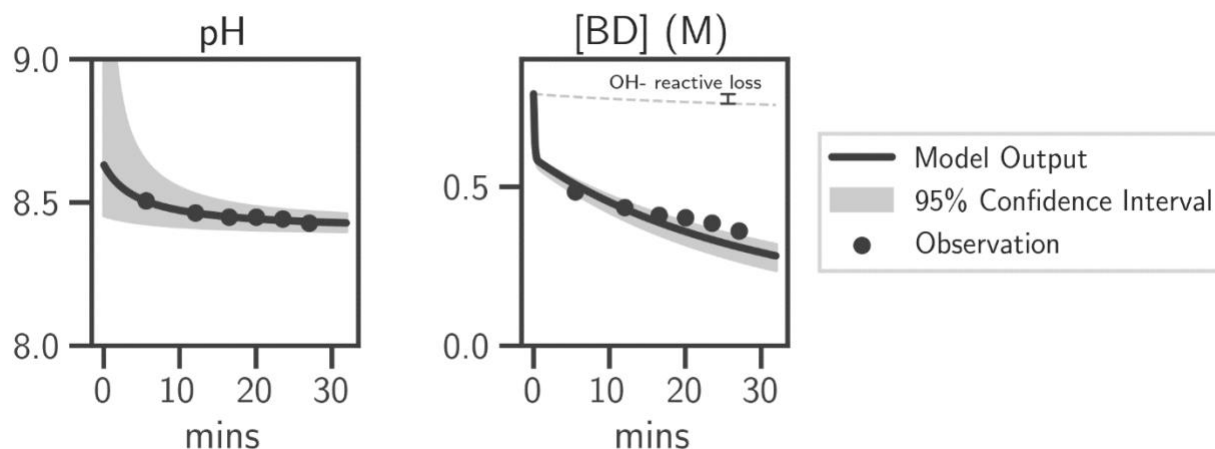 pH
9.0
8.5
8.0
0 10 20 30
mins
[BD] (M)
OH- reactive loss
0.5
0.0
0 10 20 30
mins
Model Output
95% Confidence Interval
Observation